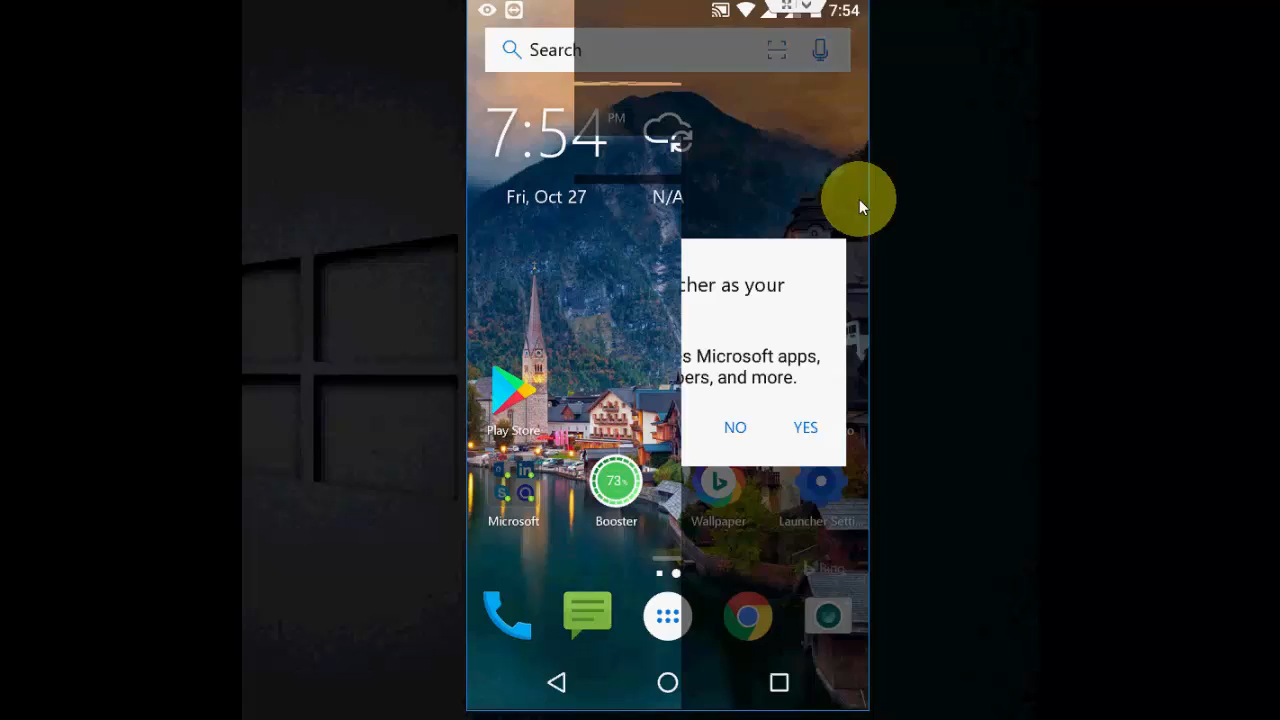 7:54
Search
7:54 PM
Fri, Oct 27
N/A
cher as your
s Microsoft apps,
pers, and more.
NO
YES
Play Store
73%
Microsoft
Booster
Wallpaper
Launcher Setti...
Bing